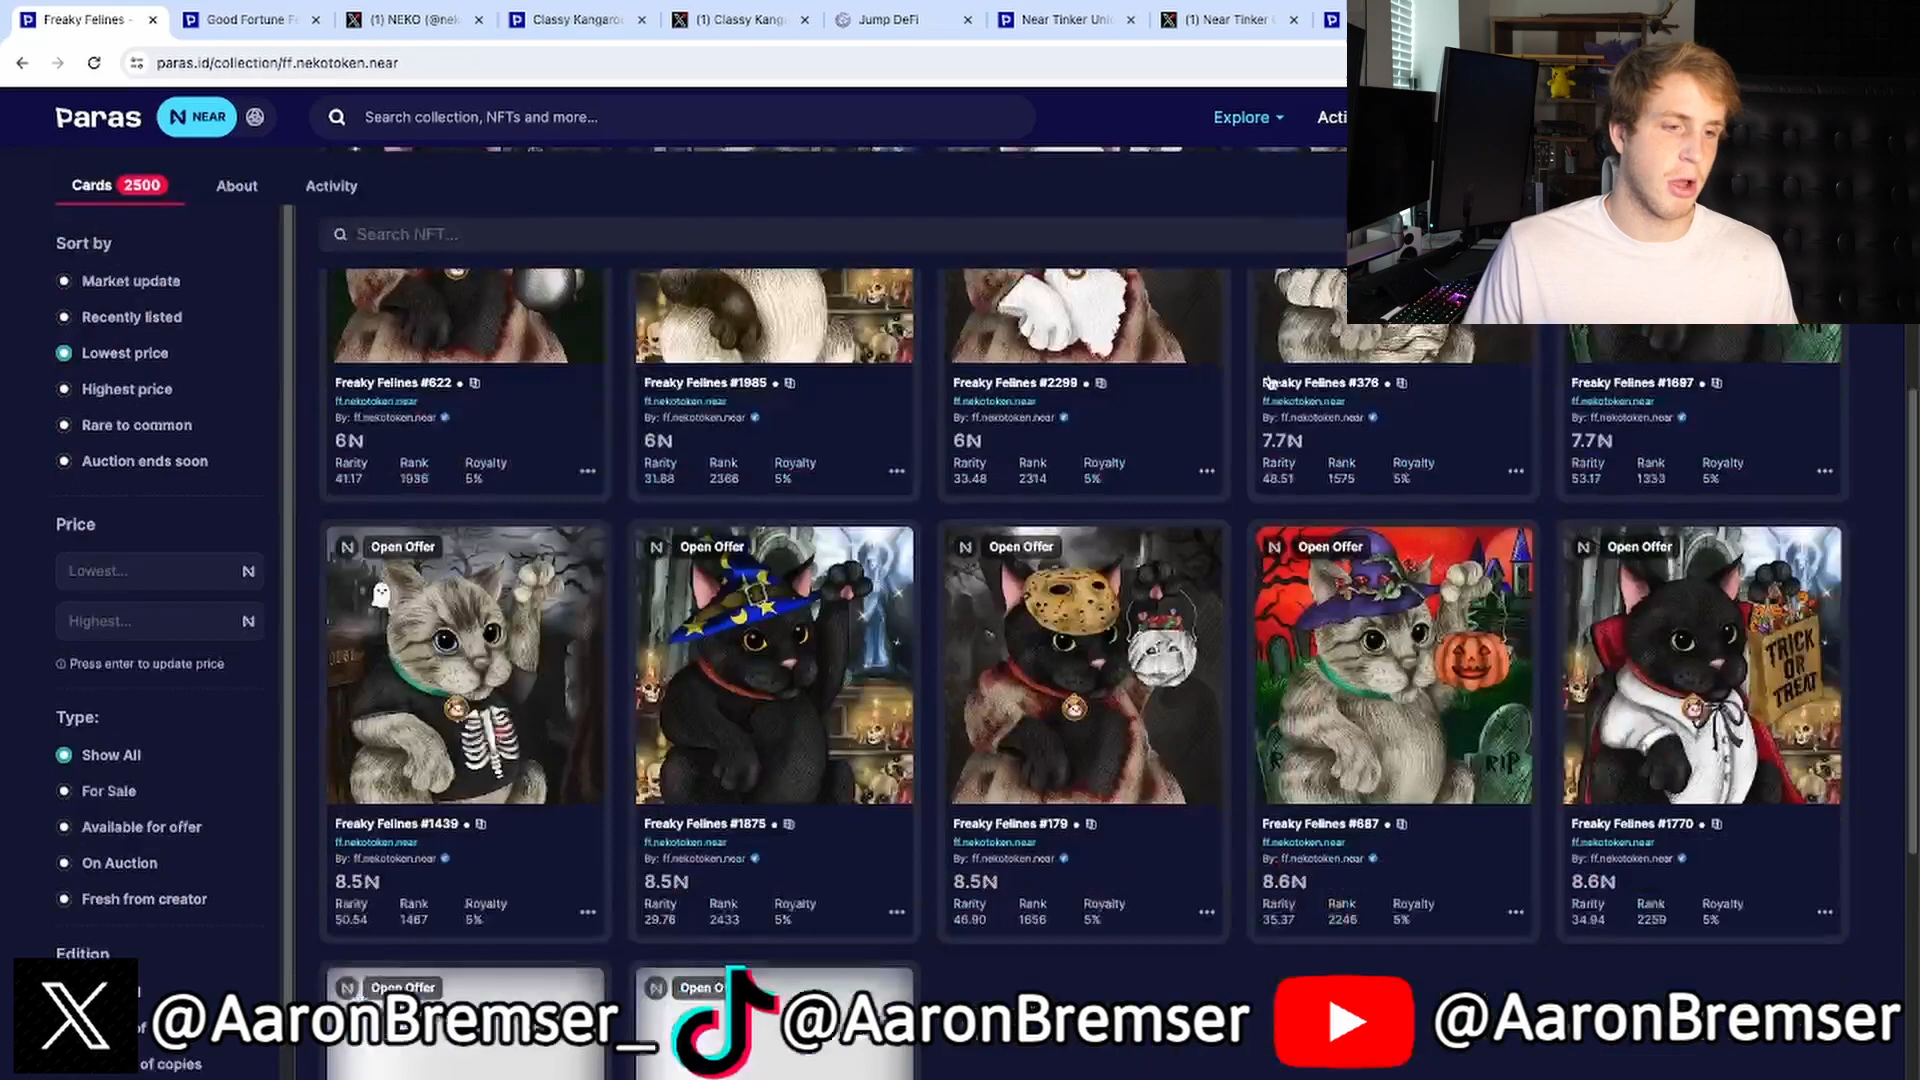 Freaky Felines -
Good Fortune F
(1) NEKO (@nek
Classy Kangaro
(1) Classy Kang
Jump DeFi
Near Tinker Uni
(1) Near Tinker
paras.id/collection/ff.nekotoken.near
Paras
NEAR
Search collection, NFTs and more...
Explore
Acti
Cards 2500
About
Activity
Sort by
Market update
Recently listed
Lowest price
Highest price
Rare to common
Auction ends soon
Price
Lowest...
Highest...
Press enter to update price
Type:
Show All
For Sale
Available for offer
On Auction
Fresh from creator
Edition
of copies
Search NFT...
Freaky Felines #622
ff.nekotoken.near
By: ff.nekotoken.near
6 N
Rarity Rank Royalty
41.17 1936 5%
Freaky Felines #1985
ff.nekotoken.near
By: ff.nekotoken.near
6 N
Rarity Rank Royalty
31.88 2366 5%
Freaky Felines #2299
ff.nekotoken.near
By: ff.nekotoken.near
6 N
Rarity Rank Royalty
33.48 2314 5%
Freaky Felines #376
ff.nekotoken.near
By: ff.nekotoken.near
7.7 N
Rarity Rank Royalty
48.51 1575 5%
RIP
Freaky Felines #1697
ff.nekotoken.near
By: ff.nekotoken.near
7.7 N
Rarity Rank Royalty
53.17 1333 5%
Open Offer
Freaky Felines #1439
ff.nekotoken.near
By: ff.nekotoken.near
8.5 N
Rarity Rank Royalty
50.54 1467 5%
Open Offer
Freaky Felines #1875
ff.nekotoken.near
By: ff.nekotoken.near
8.5 N
Rarity Rank Royalty
29.76 2433 5%
Open Offer
Freaky Felines #179
ff.nekotoken.near
By: ff.nekotoken.near
8.5 N
Rarity Rank Royalty
46.90 1656 5%
Open Offer
RIP
Freaky Felines #687
ff.nekotoken.near
By: ff.nekotoken.near
8.6 N
Rarity Rank Royalty
35.37 2246 5%
Open Offer
TRICK
OR
TREAT
Freaky Felines #1770
ff.nekotoken.near
By: ff.nekotoken.near
8.6 N
Rarity Rank Royalty
34.94 2259 5%
Open Offer
Open O
@AaronBremser_
@AaronBremser
@AaronBremser